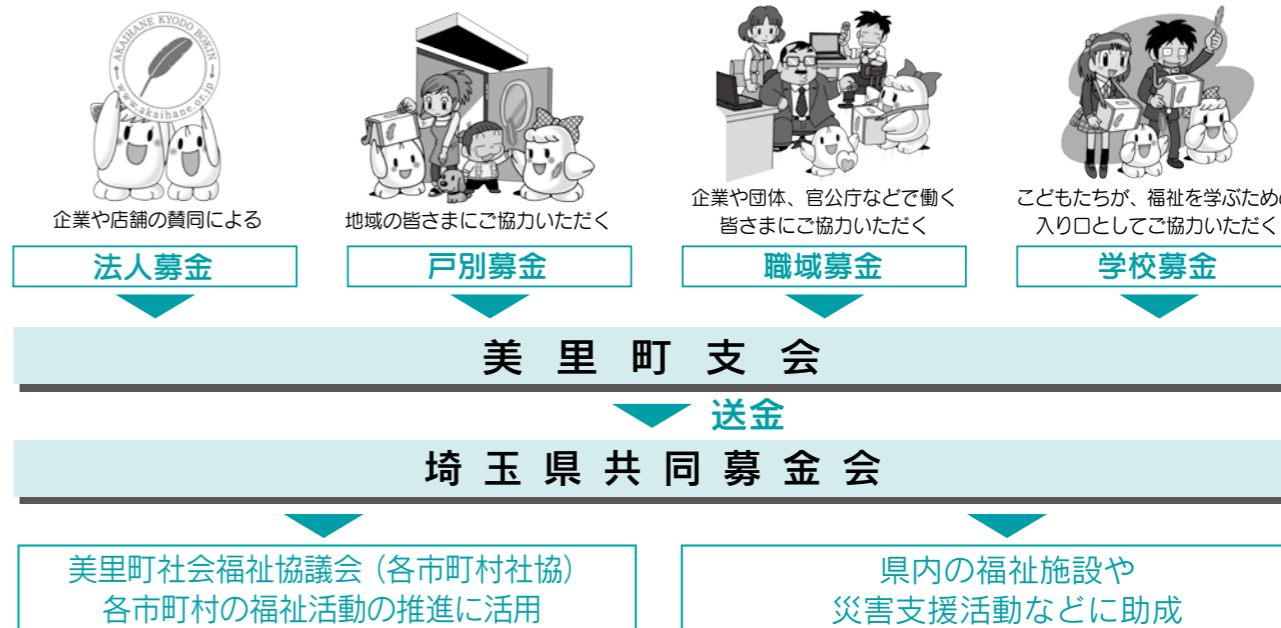 AKAIHANE KYODO BOKIN
www.akaihane.or.jp
企業や店舗の賛同による
地域の皆さまにご協力いただく
企業や団体、官公庁などで働く
皆さまにご協力いただく
こどもたちが、福祉を学ぶための
入り口としてご協力いただく
法人募金
戸別募金
職域募金
学校募金
美里町支会
送金
埼玉県共同募金会
美里町社会福祉協議会（各市町村社協）
各市町村の福祉活動の推進に活用
県内の福祉施設や
災害支援活動などに助成